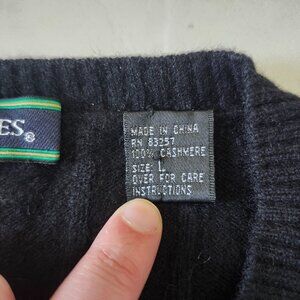 ES®
MADE IN CHINA
RN 83257
100% CASHMERE
SIZE: L
OVER FOR CARE
INSTRUCTIONS